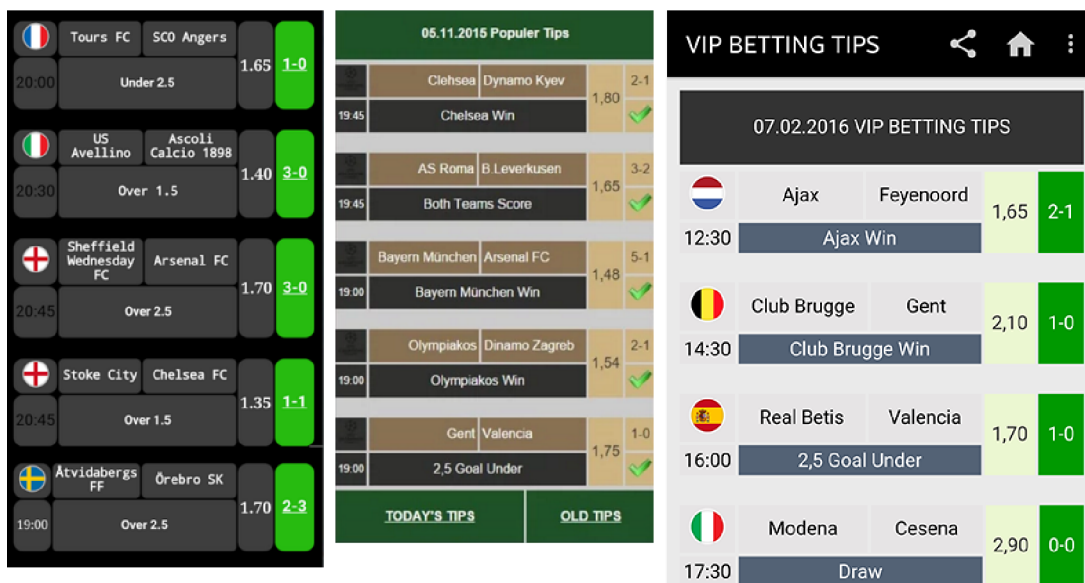 Tours FC SCO Angers
1.65 1-0
20:00 Under 2.5
US Avellino Ascoli Calcio 1898
1.40 3-0
20:30 Over 1.5
Sheffield Wednesday FC Arsenal FC
1.70 3-0
20:45 Over 2.5
Stoke City Chelsea FC
1.35 1-1
20:45 Over 1.5
Åtvidabergs FF Örebro SK
1.70 2-3
19:00 Over 2.5
05.11.2015 Populer Tips
Clehsea Dynamo Kyev 2-1
1,80
19:45 Chelsea Win
AS Roma B.Leverkusen 3-2
1,65
19:45 Both Teams Score
Bayern München Arsenal FC 5-1
1,48
19:00 Bayern München Win
Olympiakos Dinamo Zagreb 2-1
1,54
19:00 Olympiakos Win
Gent Valencia 1-0
1,75
19:00 2,5 Goal Under
TODAY'S TIPS OLD TIPS
VIP BETTING TIPS
07.02.2016 VIP BETTING TIPS
Ajax Feyenoord
1,65 2-1
12:30 Ajax Win
Club Brugge Gent
2,10 1-0
14:30 Club Brugge Win
Real Betis Valencia
1,70 1-0
16:00 2,5 Goal Under
Modena Cesena
2,90 0-0
17:30 Draw